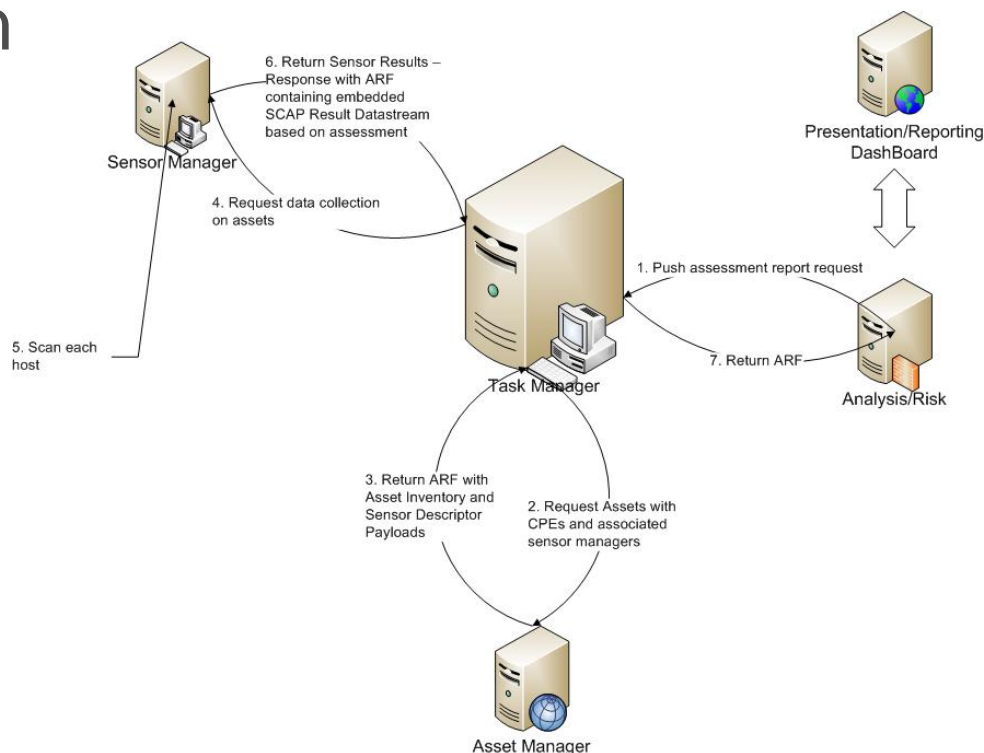 n
6. Return Sensor Results –
Response with ARF
containing embedded
SCAP Result Datastream
based on assessment
Sensor Manager
Presentation/Reporting
DashBoard
4. Request data collection
on assets
1. Push assessment report request
5. Scan each
host
7. Return ARF
Task Manager
Analysis/Risk
3. Return ARF with
Asset Inventory and
Sensor Descriptor
Payloads
2. Request Assets with
CPEs and associated
sensor managers
Asset Manager